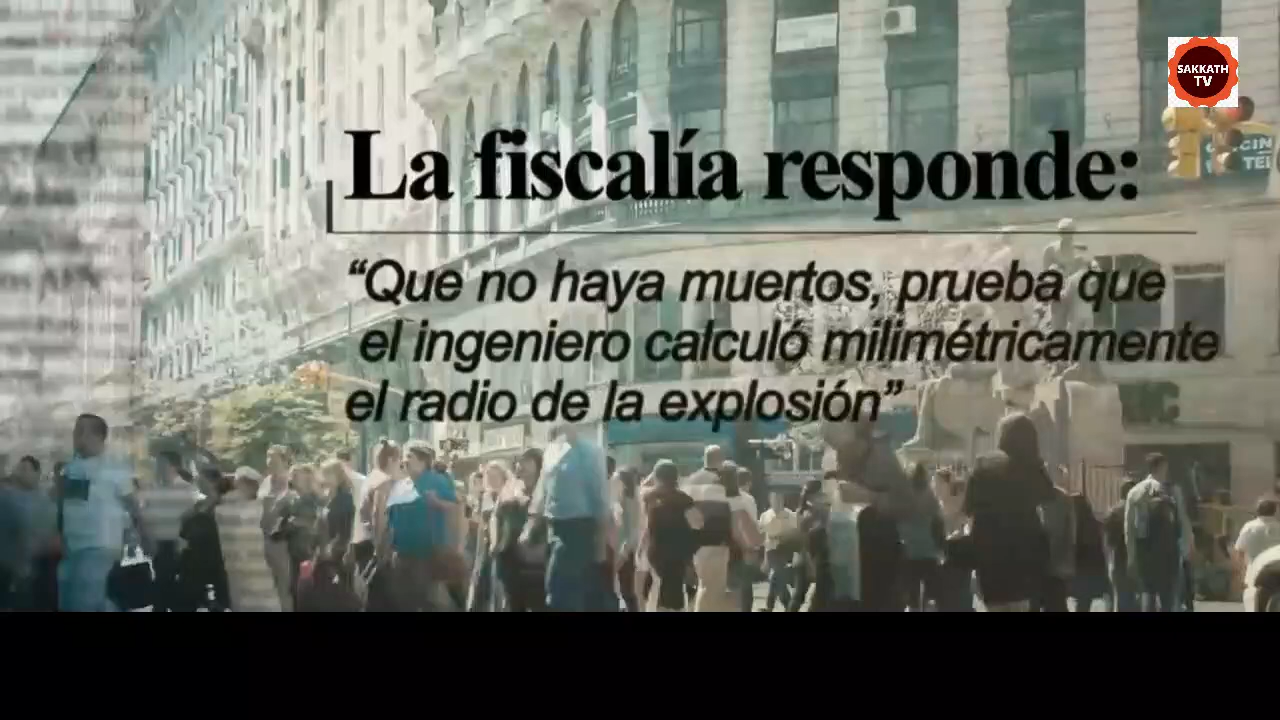 SAKKATH
TV
La fiscalía responde:
“Que no haya muertos, prueba que
el ingeniero calculó milimétricamente
el radio de la explosión”